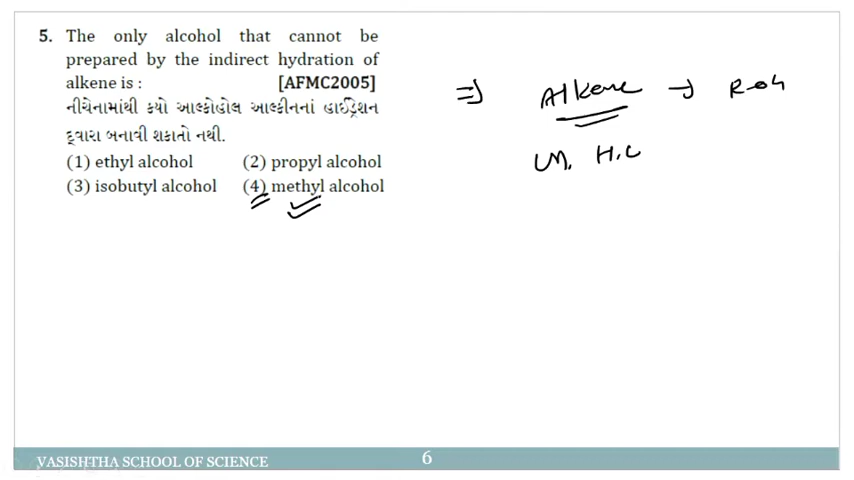 5. The only alcohol that cannot be
prepared by the indirect hydration of
alkene is : [AFMC2005]
નીચેનામાંથી કયો આલ્કોહોલ આલ્કીનનાં હાઈડ્રેશન
દ્વારા બનાવી શકાતો નથી.
(1) ethyl alcohol (2) propyl alcohol
(3) isobutyl alcohol (4) methyl alcohol
⇒ Alkene → R-OH
H.C
VASISHTHA SCHOOL OF SCIENCE 6